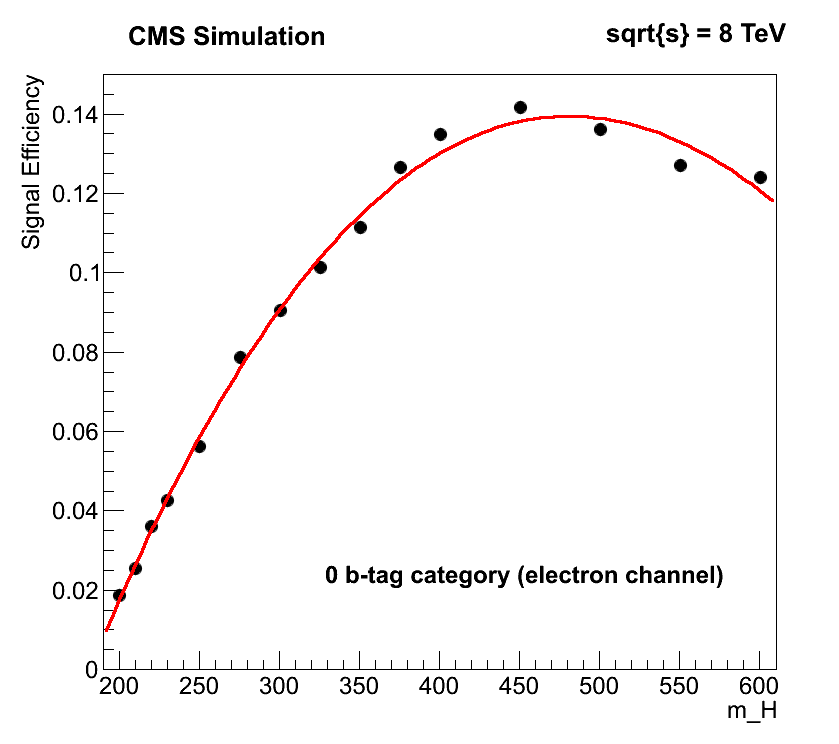 CMS Simulation
sqrt{s} = 8 TeV
Signal Efficiency
0.14
0.12
0.1
0.08
0.06
0.04
0.02
0
0 b-tag category (electron channel)
200 250 300 350 400 450 500 550 600
m_H